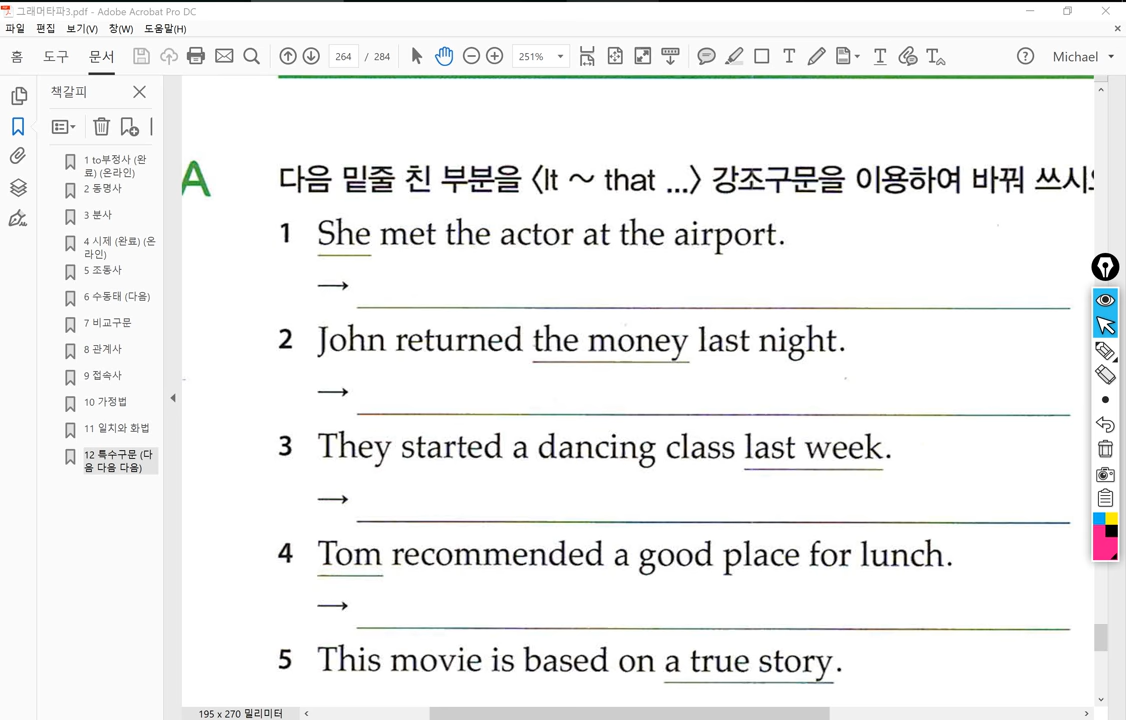 그래머타파3.pdf - Adobe Acrobat Pro DC
파일 편집 보기(V) 창(W) 도움말(H)
홈 도구 문서 264 / 284 251% Michael
책갈피
1 to부정사 (완
료) (온라인)
2 동명사
3 분사
4 시제 (완료) (온
라인)
5 조동사
6 수동태 (다음)
7 비교구문
8 관계사
9 접속사
10 가정법
11 일치와 화법
12 특수구문 (다
음 다음 다음)
A 다음 밑줄 친 부분을 〈It ~ that ...〉 강조구문을 이용하여 바꿔 쓰시
1 She met the actor at the airport.
→
2 John returned the money last night.
→
3 They started a dancing class last week.
→
4 Tom recommended a good place for lunch.
→
5 This movie is based on a true story.
195 x 270 밀리미터